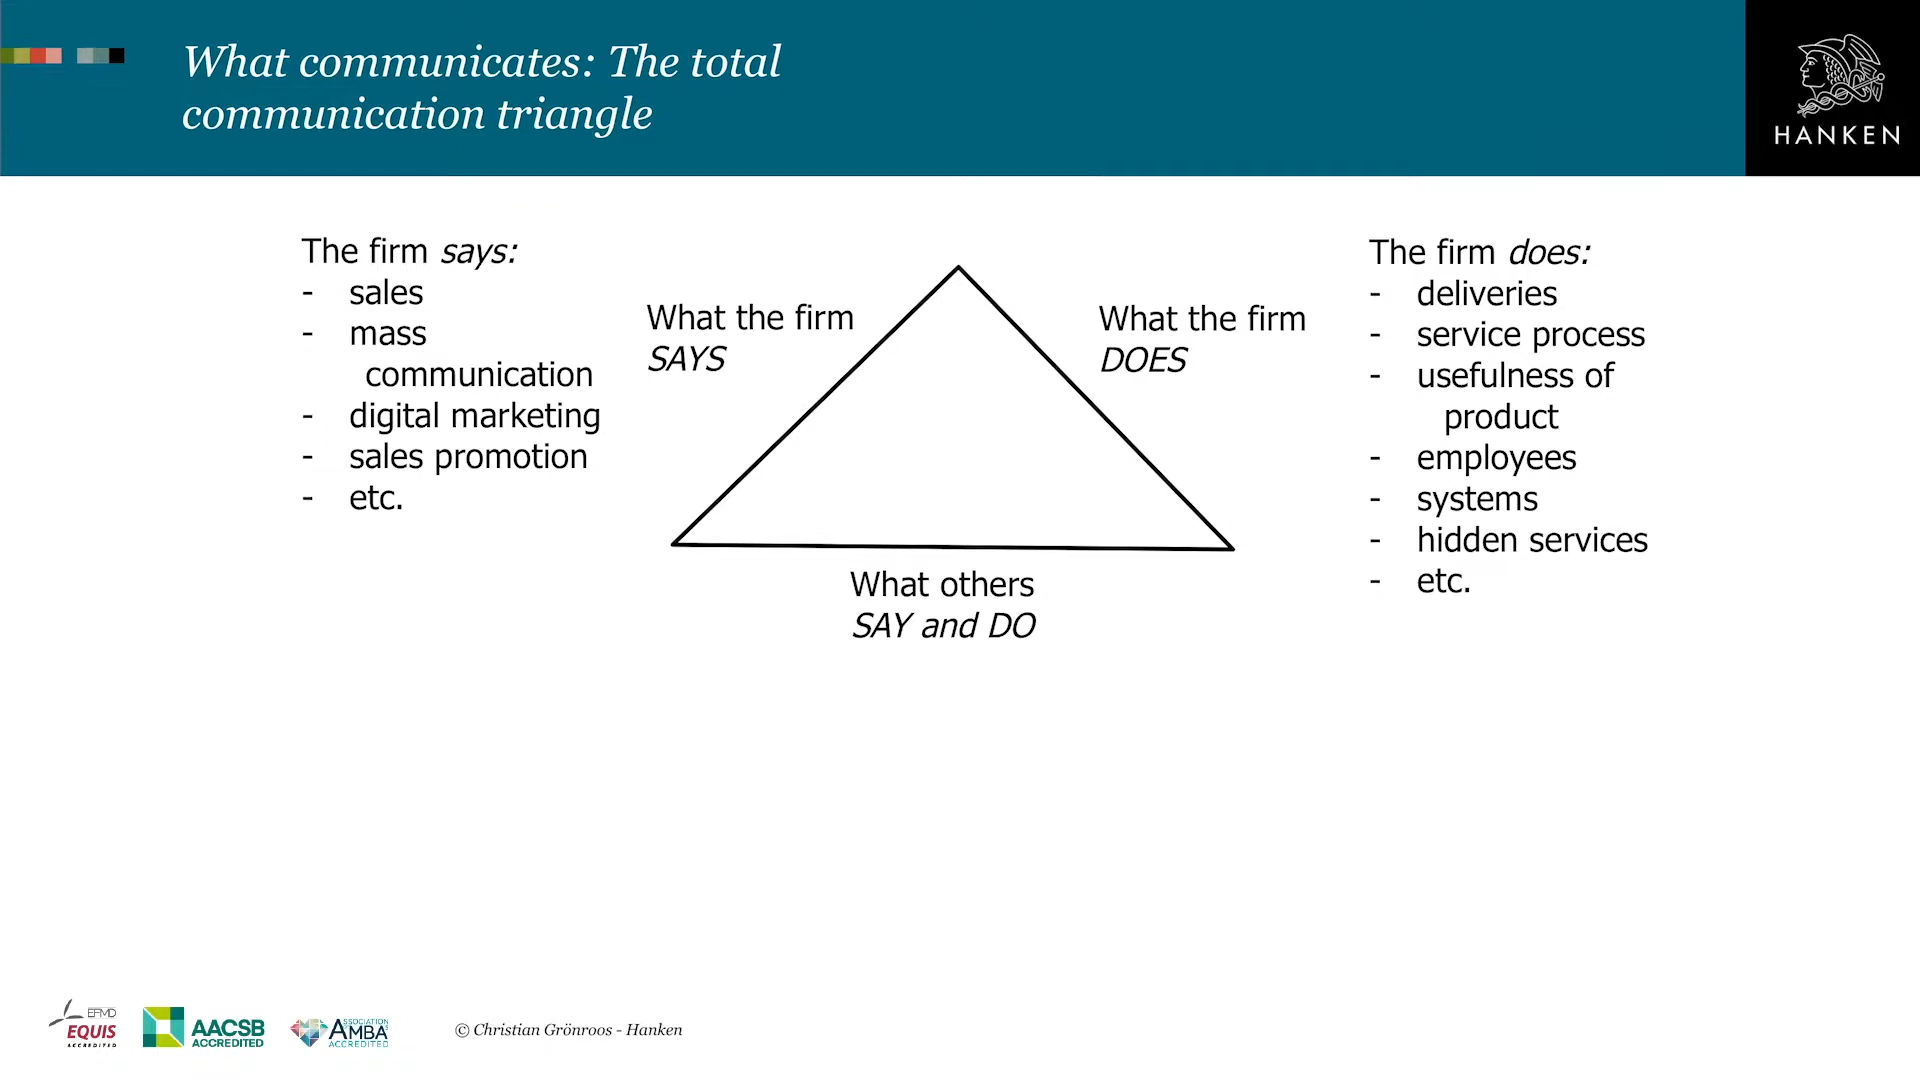 What communicates: The total
communication triangle
HANKEN
The firm says:
- sales
- mass
communication
- digital marketing
- sales promotion
- etc.
What the firm
SAYS
What the firm
DOES
What others
SAY and DO
The firm does:
- deliveries
- service process
- usefulness of
product
- employees
- systems
- hidden services
- etc.
EFMD
EQUIS
ACCREDITED
AACSB
ACCREDITED
ASSOCIATION
AMBA
ACCREDITED
© Christian Grönroos - Hanken